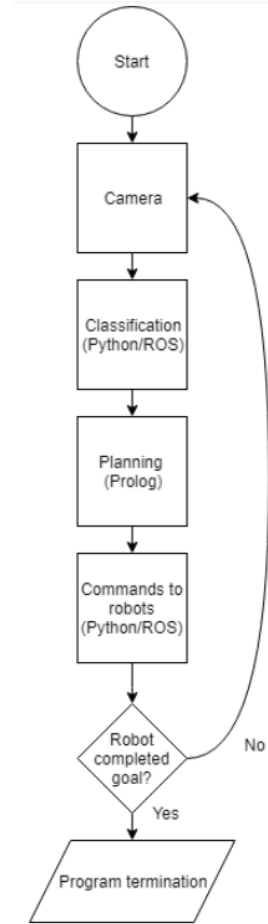 Start
Camera
Classification
(Python/ROS)
Planning
(Prolog)
Commands to
robots
(Python/ROS)
Robot
completed
goal?
No
Yes
Program termination